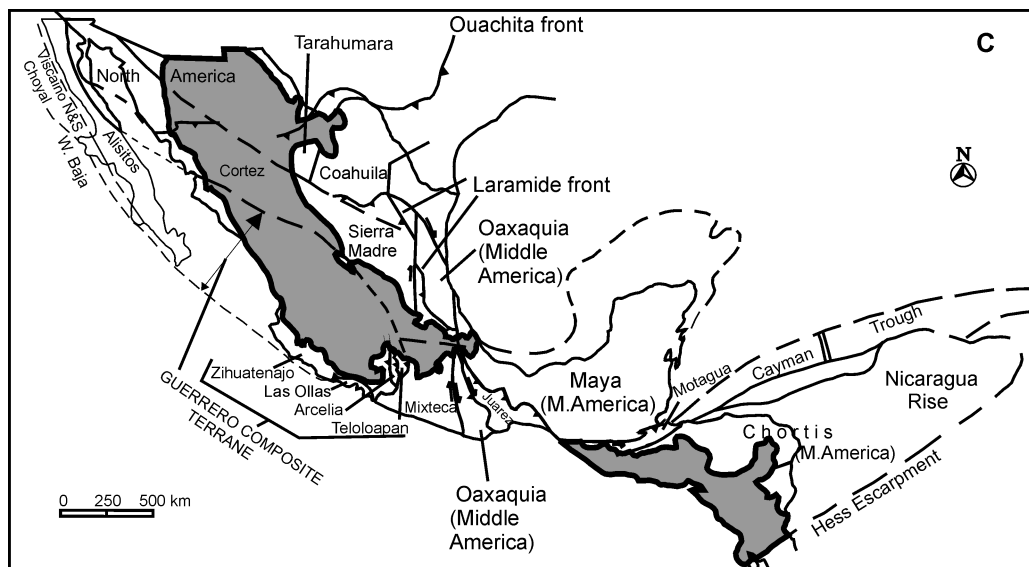 Ouachita front
C
Tarahumara
North
America
Viscaino N&S
Choyal
W. Baja
Alisitos
Cortez
Coahuila
N
Laramide front
Sierra
Madre
Oaxaquia
(Middle
America)
Trough
Cayman
Motagua
Nicaragua
Rise
Maya
(M.America)
Zihuatenajo
Las Ollas
Arcelia
Teloloapan
Mixteca
Juarez
GUERRERO COMPOSITE
TERRANE
Chortis
(M.America)
Hess Escarpment
Oaxaquia
(Middle
America)
0 250 500 km